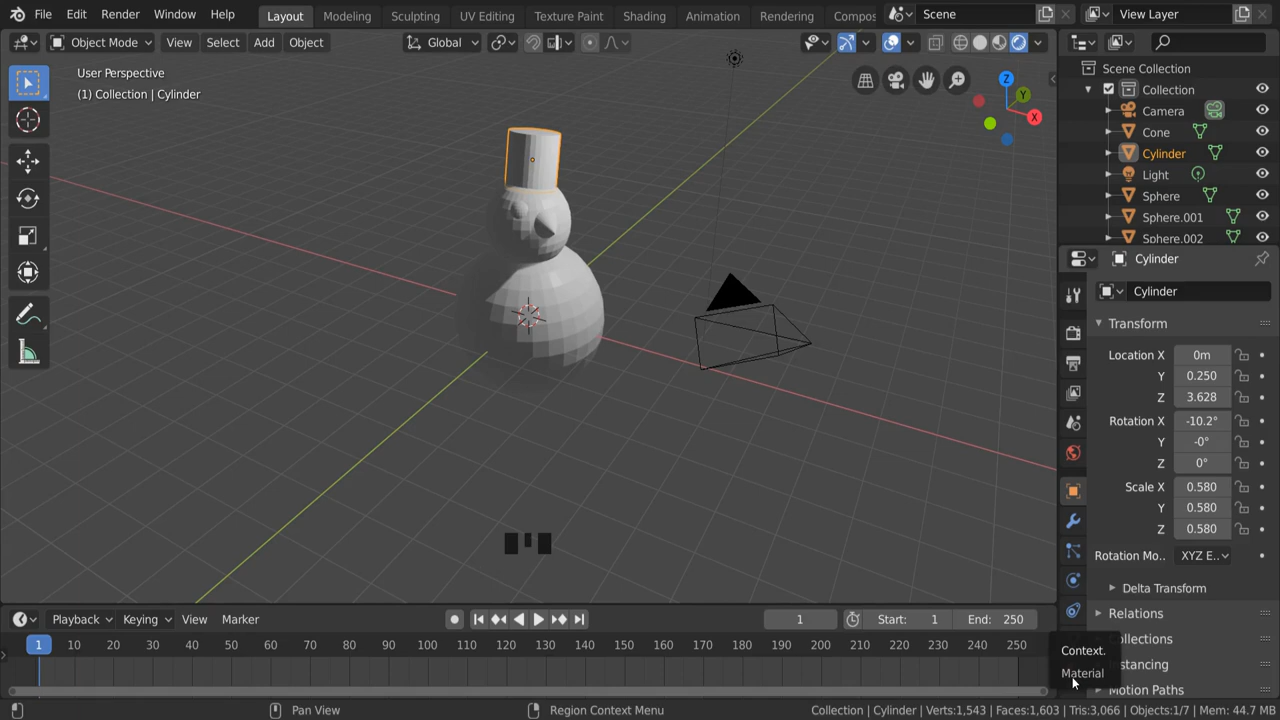 File Edit Render Window Help Layout Modeling Sculpting UV Editing Texture Paint Shading Animation Rendering Compos Scene View Layer
Object Mode View Select Add Object Global
User Perspective
(1) Collection | Cylinder
Z
Y
X
Scene Collection
Collection
Camera
Cone
Cylinder
Light
Sphere
Sphere.001
Sphere.002
Cylinder
Cylinder
Transform
Location X 0m
Y 0.250
Z 3.628
Rotation X -10.2°
Y -0°
Z 0°
Scale X 0.580
Y 0.580
Z 0.580
Rotation Mo.. XYZ E..
Delta Transform
Relations
Collections
Instancing
Motion Paths
Context.
Material
Playback Keying View Marker 1 Start: 1 End: 250
1 10 20 30 40 50 60 70 80 90 100 110 120 130 140 150 160 170 180 190 200 210 220 230 240 250
Pan View Region Context Menu Collection | Cylinder | Verts:1,543 | Faces:1,603 | Tris:3,066 | Objects:1/7 | Mem: 44.7 MB